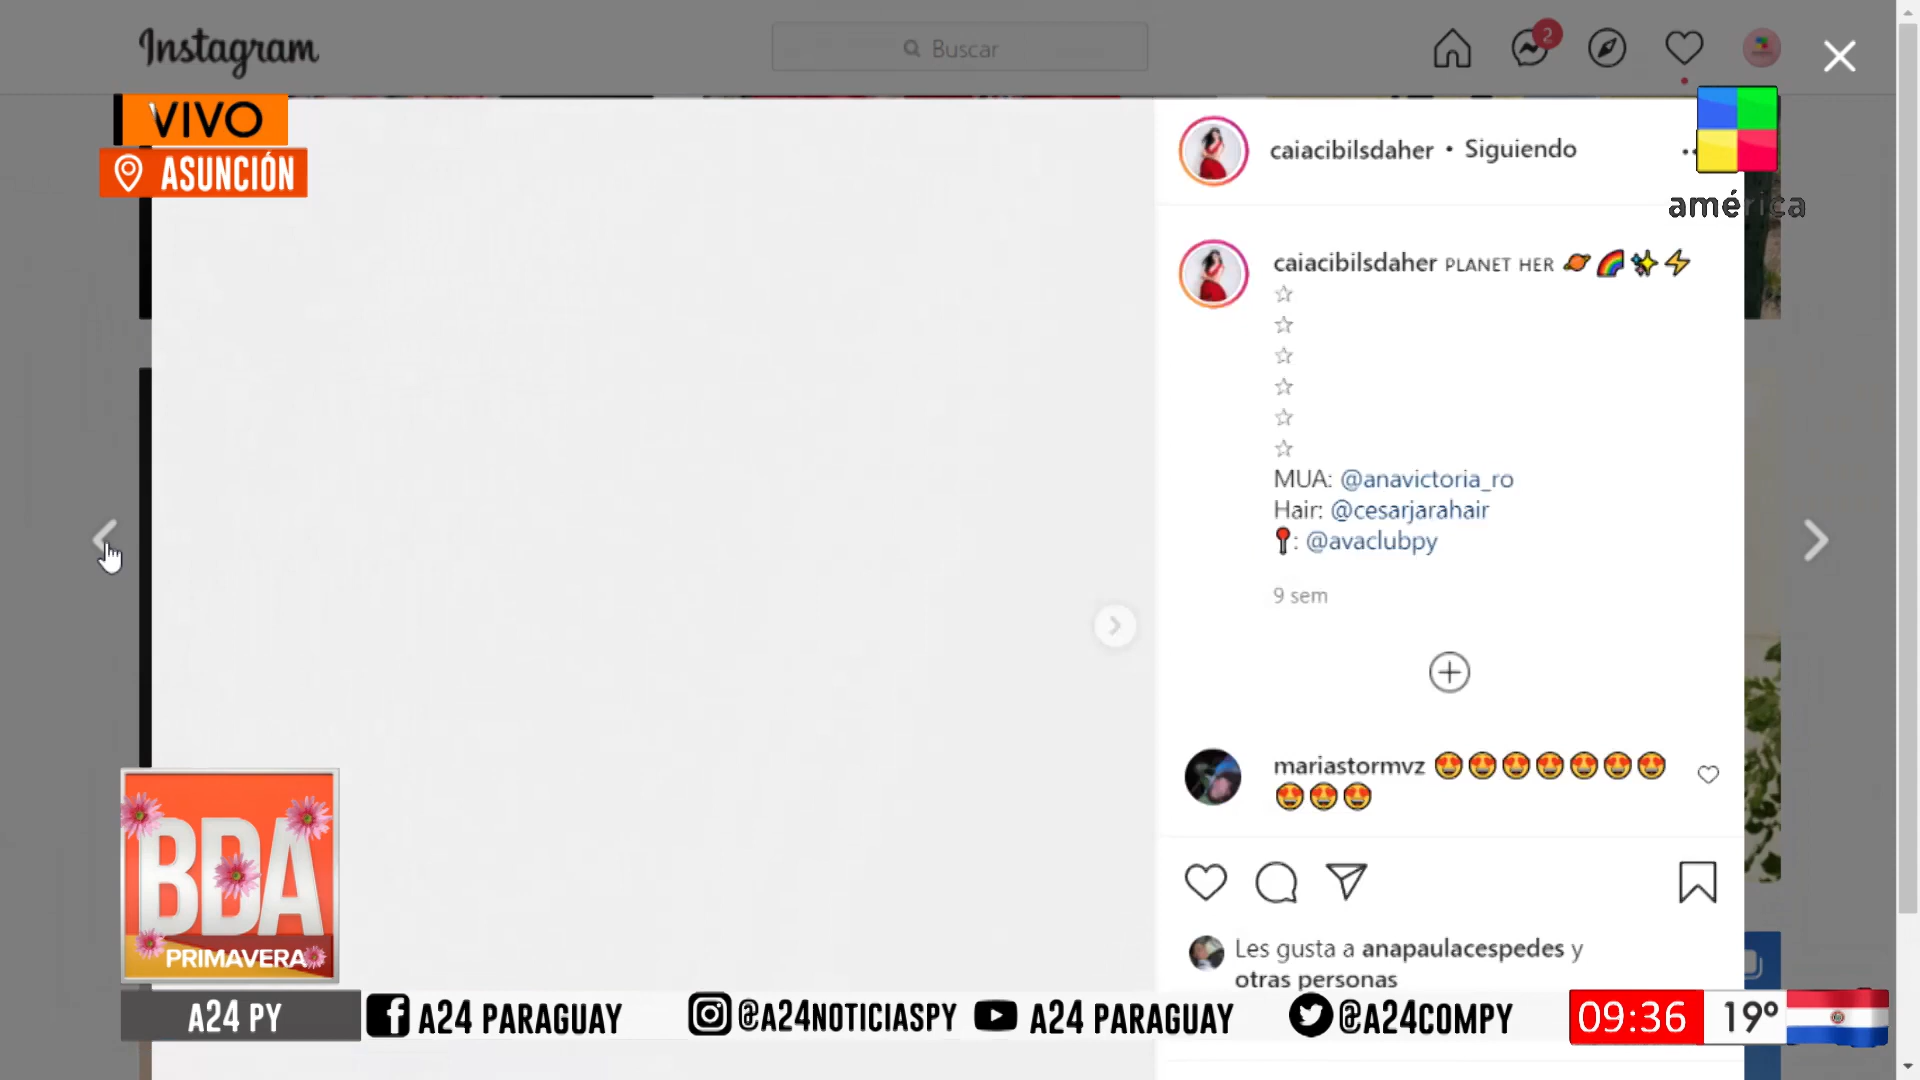 Instagram
Buscar
2
VIVO
ASUNCIÓN
caiacibilsdaher • Siguiendo
américa
caiacibilsdaher PLANET HER 🪐🌈✨⚡
☆
☆
☆
☆
☆
☆
MUA: @anavictoria_ro
Hair: @cesarjarahair
📍: @avaclubpy
9 sem
mariastormvz 😍😍😍😍😍😍😍
😍😍😍
Les gusta a anapaulacespedes y
otras personas
BDA
PRIMAVERA
A24 PY
A24 PARAGUAY
@A24NOTICIASPY
A24 PARAGUAY
@A24COMPY
09:36
19º